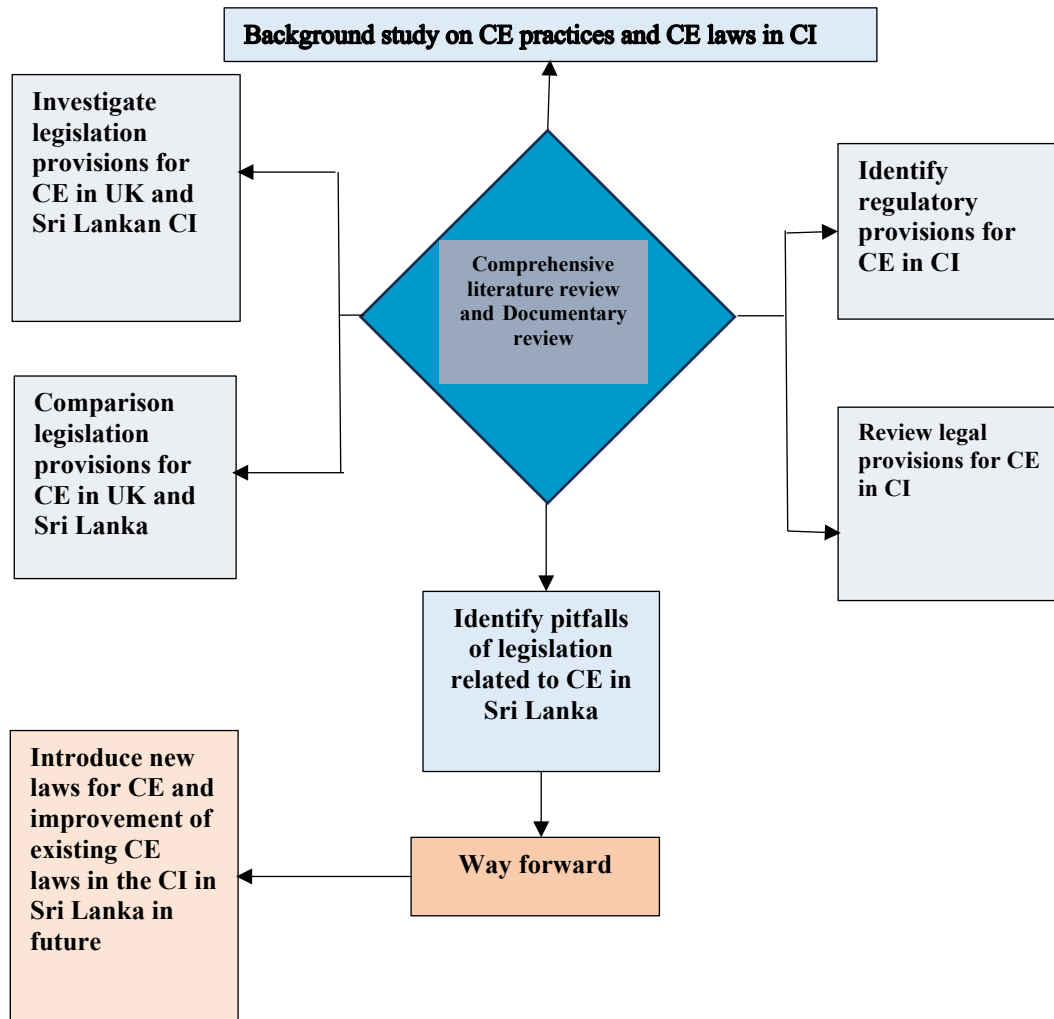 Background study on CE practices and CE laws in CI
Investigate
legislation
provisions for
CE in UK and
Sri Lankan CI
Identify
regulatory
provisions for
CE in CI
Comprehensive
literature review
and Documentary
review
Comparison
legislation
provisions for
CE in UK and
Sri Lanka
Review legal
provisions for CE
in CI
Identify pitfalls
of legislation
related to CE in
Sri Lanka
Introduce new
laws for CE and
improvement of
existing CE
laws in the CI in
Sri Lanka in
future
Way forward